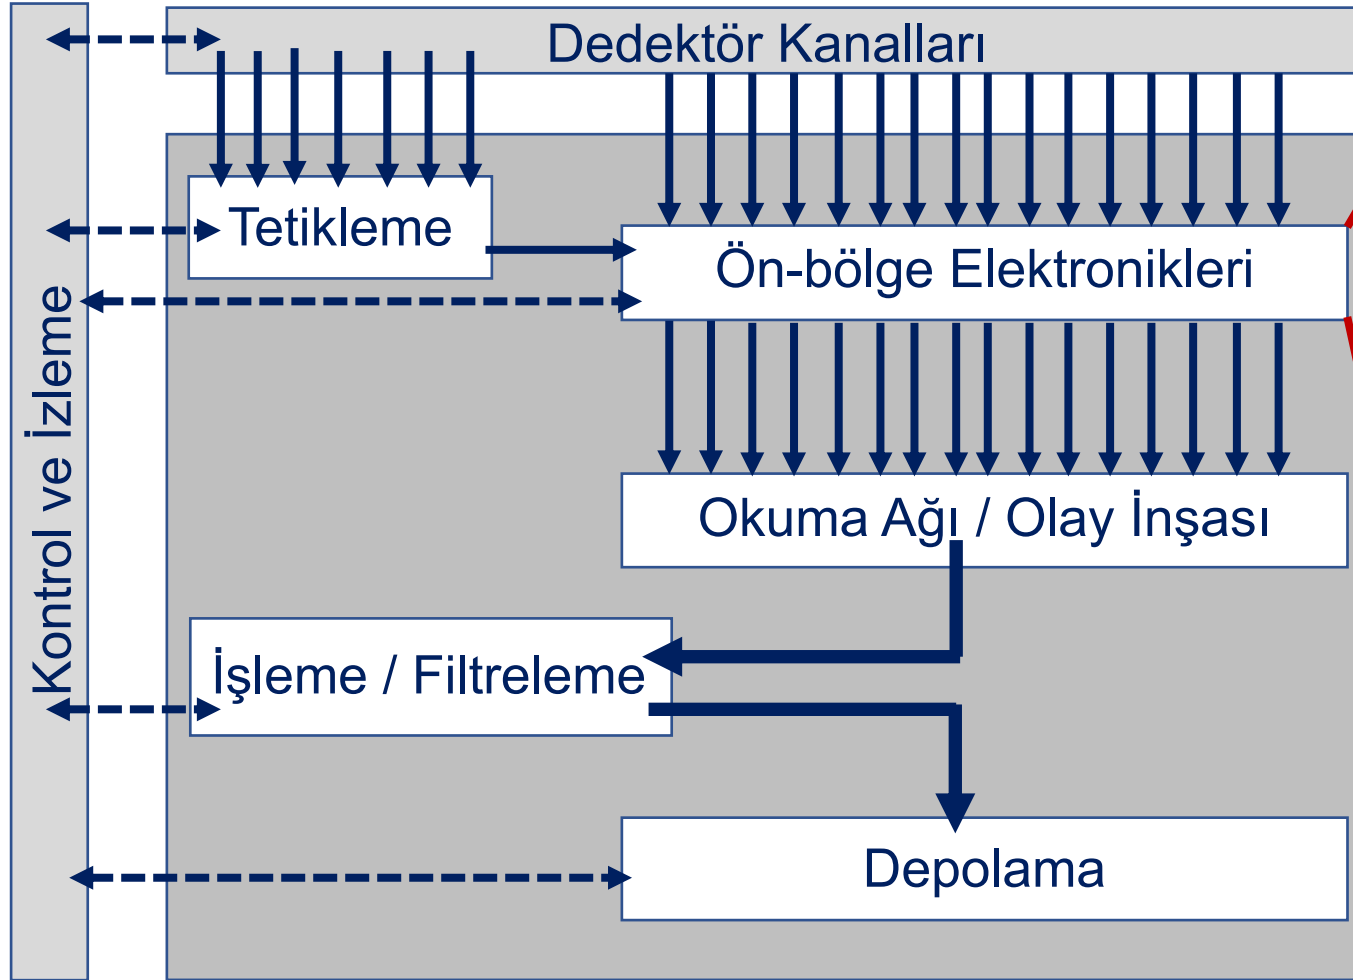 Dedektör Kanalları
Tetikleme
Ön-bölge Elektronikleri
Kontrol ve İzleme
Okuma Ağı / Olay İnşası
İşleme / Filtreleme
Depolama